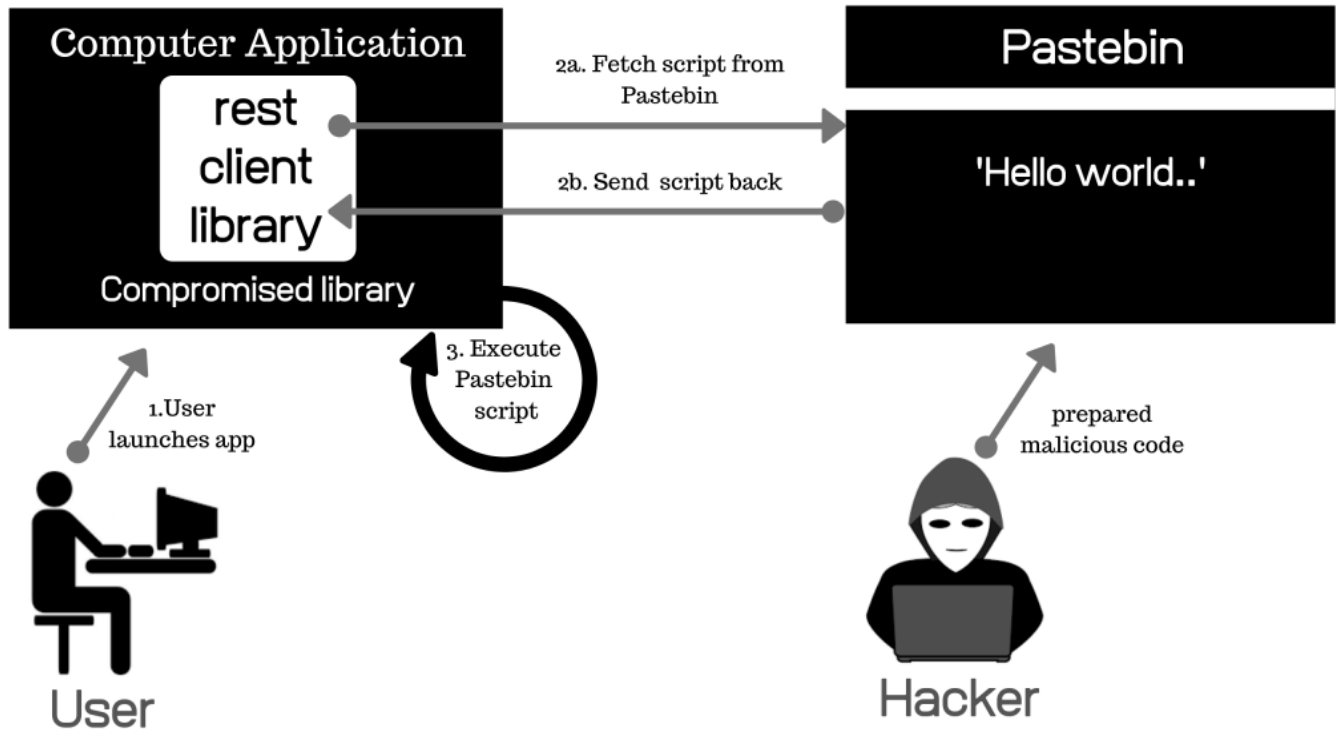 Computer Application
rest
client
library
Compromised library
2a. Fetch script from
Pastebin
2b. Send script back
Pastebin
'Hello world..'
3. Execute
Pastebin
script
1.User
launches app
prepared
malicious code
User
Hacker